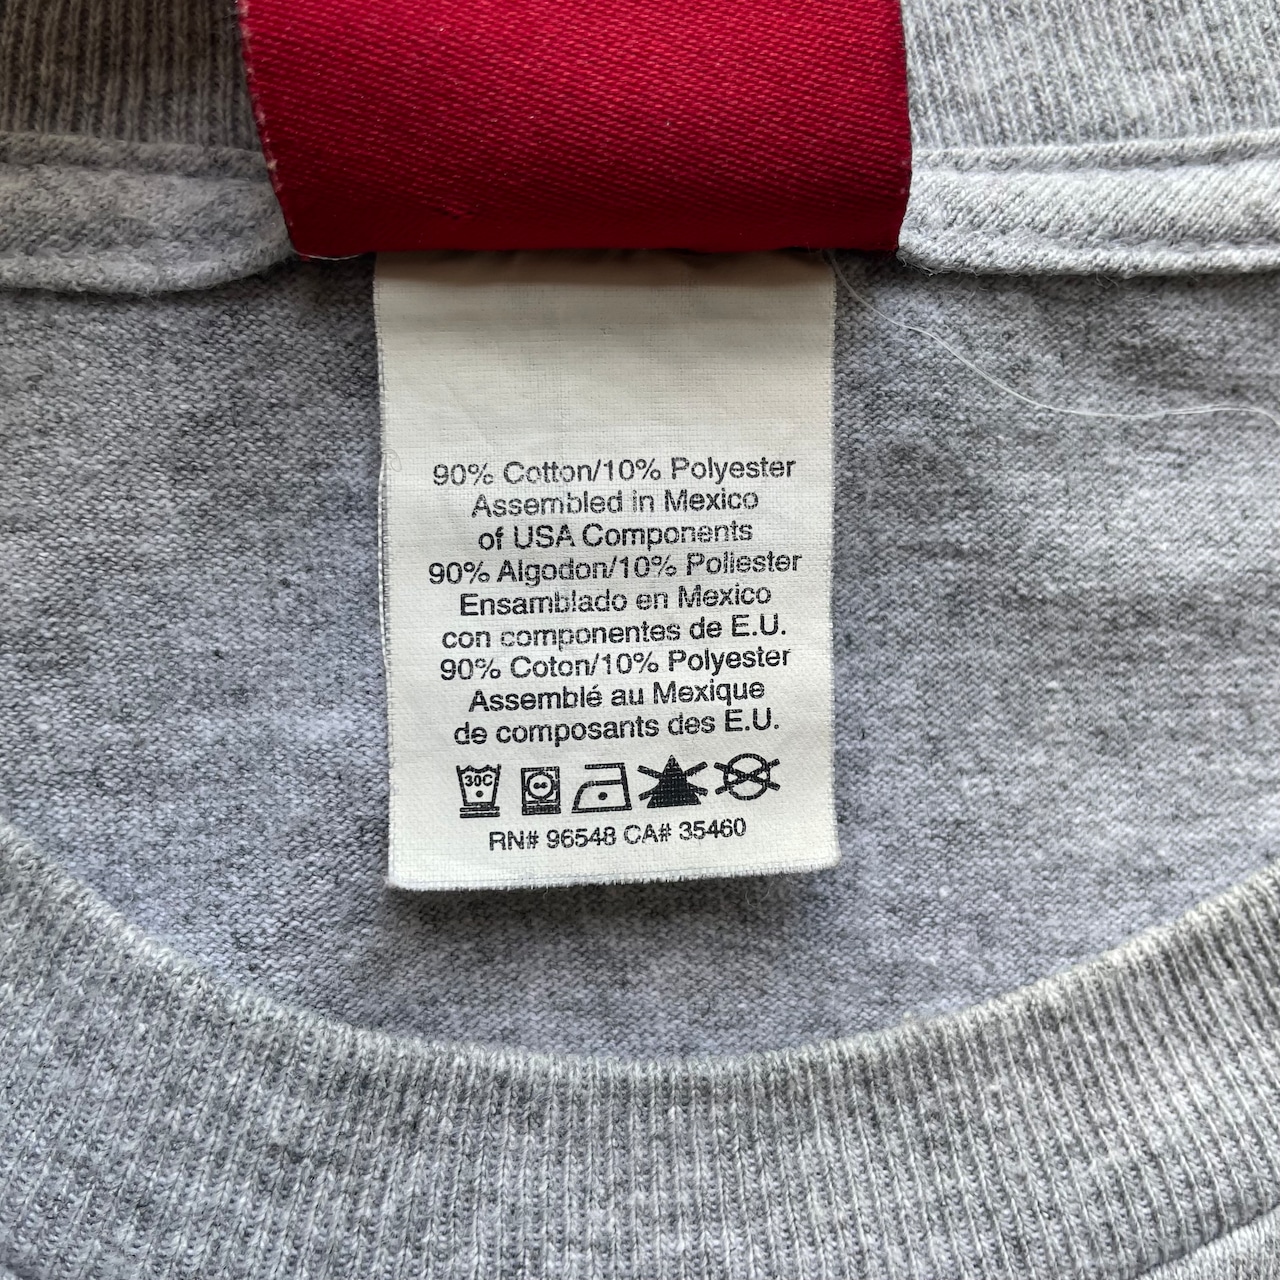 90% Cotton/10% Polyester
Assembled in Mexico
of USA Components
90% Algodon/10% Poliester
Ensamblado en Mexico
con componentes de E.U.
90% Coton/10% Polyester
Assemblé au Mexique
de composants des E.U.
30C
RN# 96548 CA# 35460